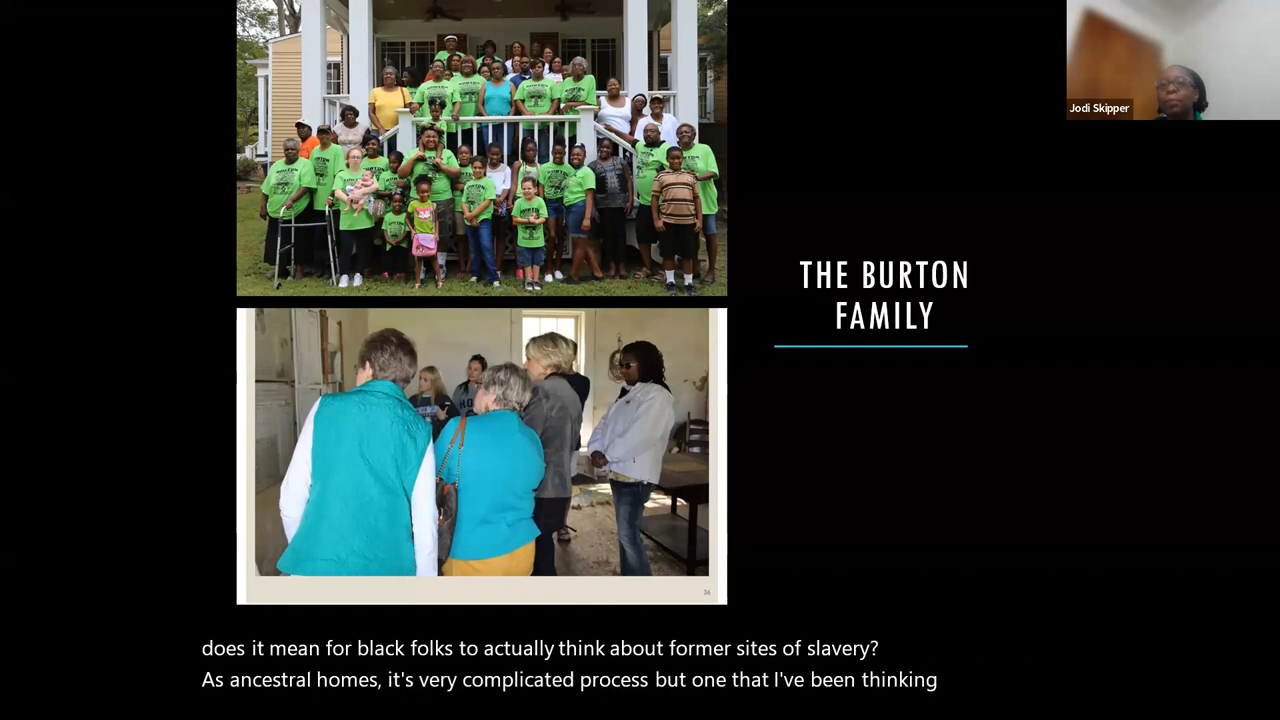 Jodi Skipper
THE BURTON
FAMILY
36
does it mean for black folks to actually think about former sites of slavery?
As ancestral homes, it's very complicated process but one that I've been thinking